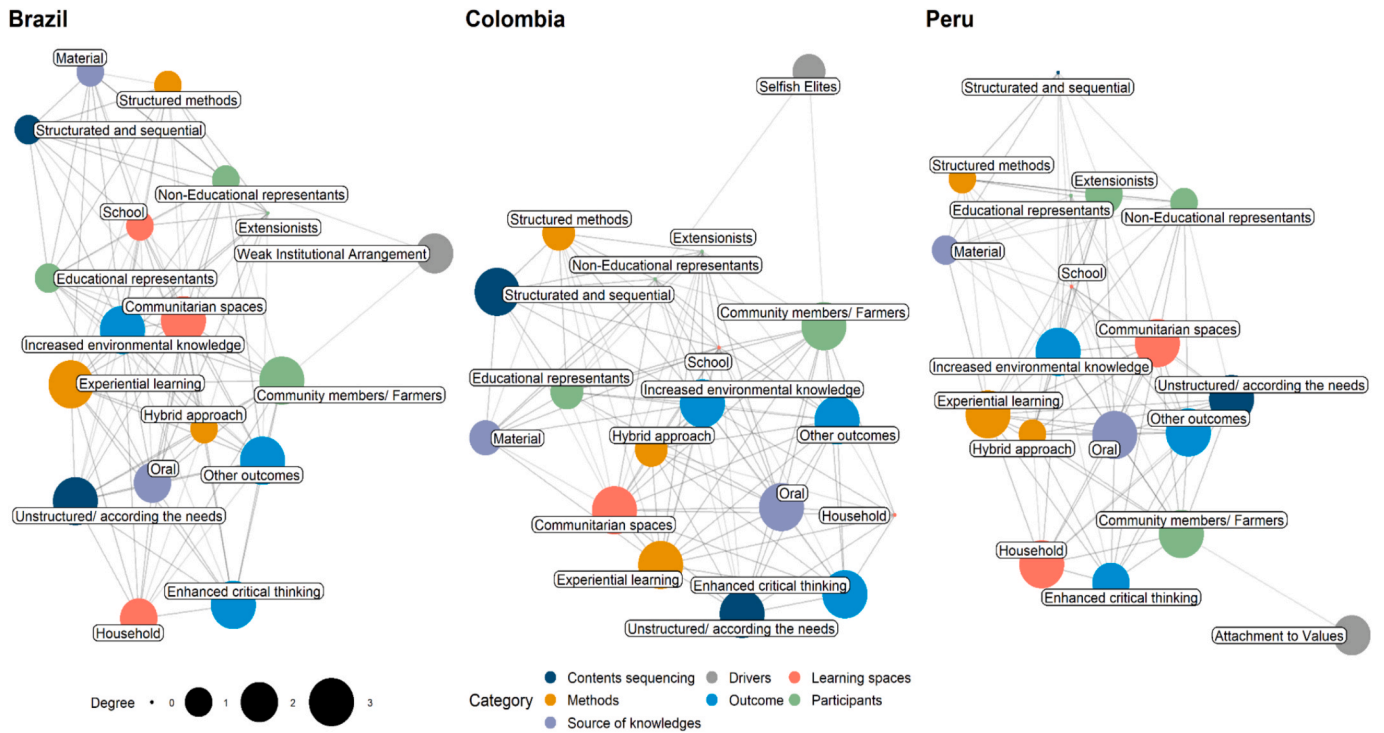 Brazil
Material
Structured methods
Structurated and sequential
Non-Educational representants
School
Extensionists
Weak Institutional Arrangement
Educational representants
Communitarian spaces
Increased environmental knowledge
Experiential learning
Community members/ Farmers
Hybrid approach
Oral
Other outcomes
Unstructured/ according the needs
Enhanced critical thinking
Household
Colombia
Selfish Elites
Structured methods
Extensionists
Non-Educational representants
Structurated and sequential
Community members/ Farmers
School
Educational representants
Increased environmental knowledge
Material
Hybrid approach
Other outcomes
Oral
Household
Communitarian spaces
Experiential learning
Enhanced critical thinking
Unstructured/ according the needs
Peru
Structurated and sequential
Structured methods
Extensionists
Educational representants
Non-Educational representants
Material
School
Communitarian spaces
Increased environmental knowledge
Unstructured/ according the needs
Experiential learning
Other outcomes
Hybrid approach
Oral
Community members/ Farmers
Household
Enhanced critical thinking
Attachment to Values
Degree 0 1 2 3
Category
Contents sequencing
Drivers
Learning spaces
Methods
Outcome
Participants
Source of knowledges